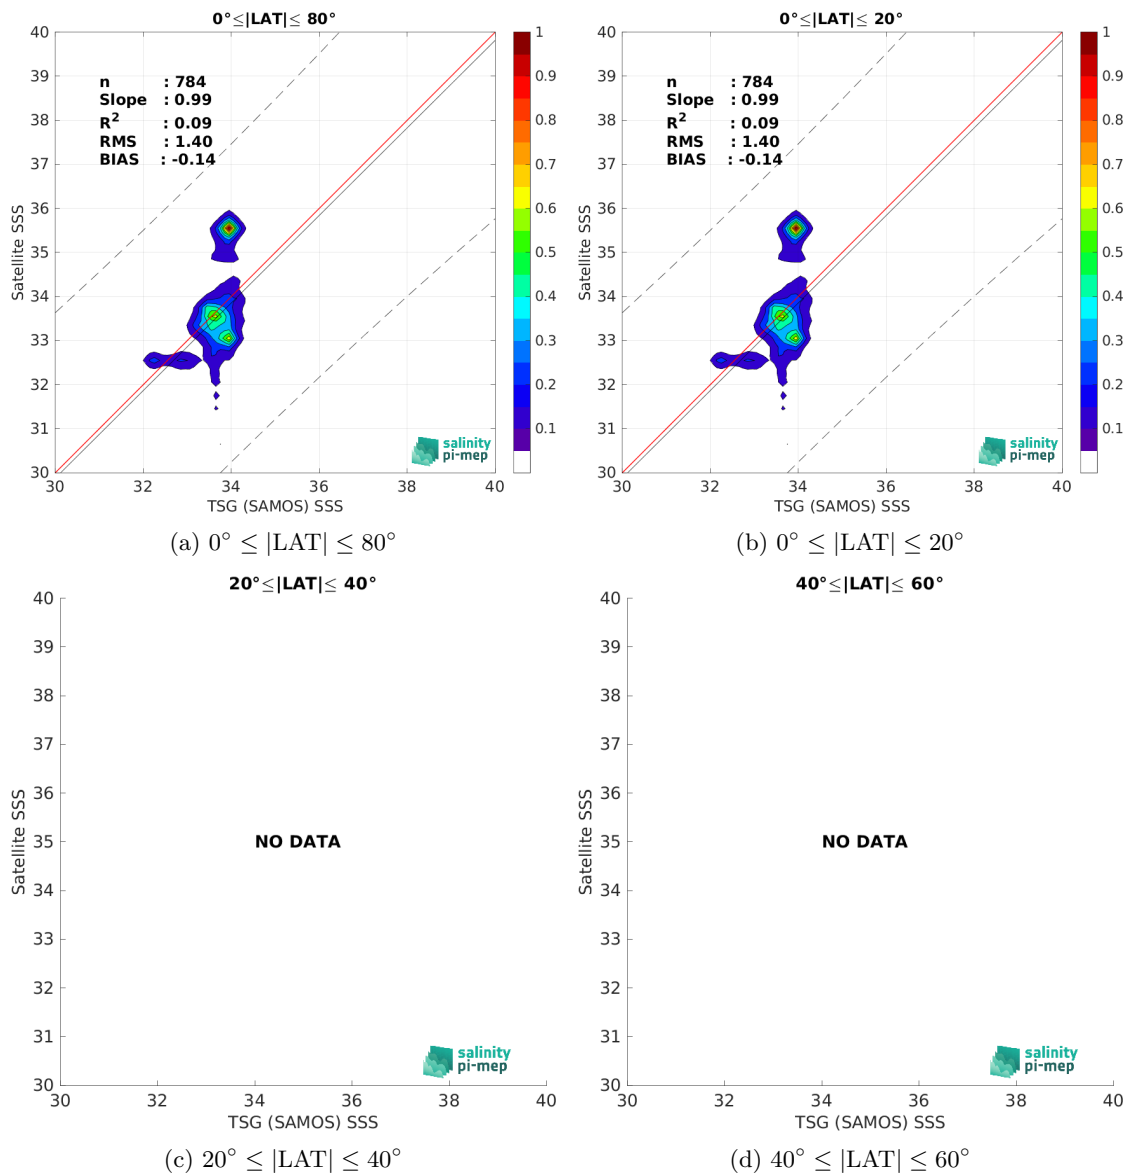 0°≤|LAT|≤ 80°
40
39
38
37
36
35
34
33
32
31
30
Satellite SSS
n : 784
Slope : 0.99
R² : 0.09
RMS : 1.40
BIAS : -0.14
1
0.9
0.8
0.7
0.6
0.5
0.4
0.3
0.2
0.1
salinity
pi-mep
30 32 34 36 38 40
TSG (SAMOS) SSS
(a) 0° ≤ |LAT| ≤ 80°
0°≤|LAT|≤ 20°
40
39
38
37
36
35
34
33
32
31
30
Satellite SSS
n : 784
Slope : 0.99
R² : 0.09
RMS : 1.40
BIAS : -0.14
1
0.9
0.8
0.7
0.6
0.5
0.4
0.3
0.2
0.1
salinity
pi-mep
30 32 34 36 38 40
TSG (SAMOS) SSS
(b) 0° ≤ |LAT| ≤ 20°
20°≤|LAT|≤ 40°
40
39
38
37
36
35
34
33
32
31
30
Satellite SSS
NO DATA
salinity
pi-mep
30 32 34 36 38 40
TSG (SAMOS) SSS
(c) 20° ≤ |LAT| ≤ 40°
40°≤|LAT|≤ 60°
40
39
38
37
36
35
34
33
32
31
30
Satellite SSS
NO DATA
salinity
pi-mep
30 32 34 36 38 40
TSG (SAMOS) SSS
(d) 40° ≤ |LAT| ≤ 60°